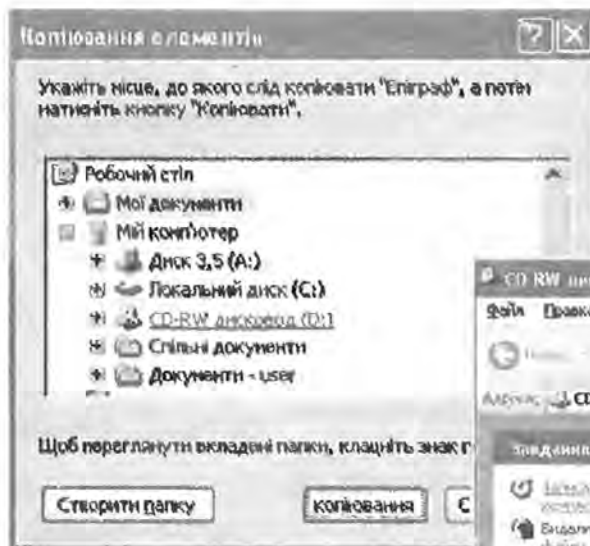 Копіювання елементів
Укажіть місце, до якого слід копіювати "Епіграф", а потім
натисніть кнопку "Копіювати".
Робочий стіл
Мої документи
Мій комп'ютер
Диск 3,5 (A:)
Локальний диск (C:)
CD-RW дисковод (D:)
Спільні документи
Документи - user
Щоб переглянути вкладені папки, клацніть знак
Створити папку
копіювання
CD-RW
Файл